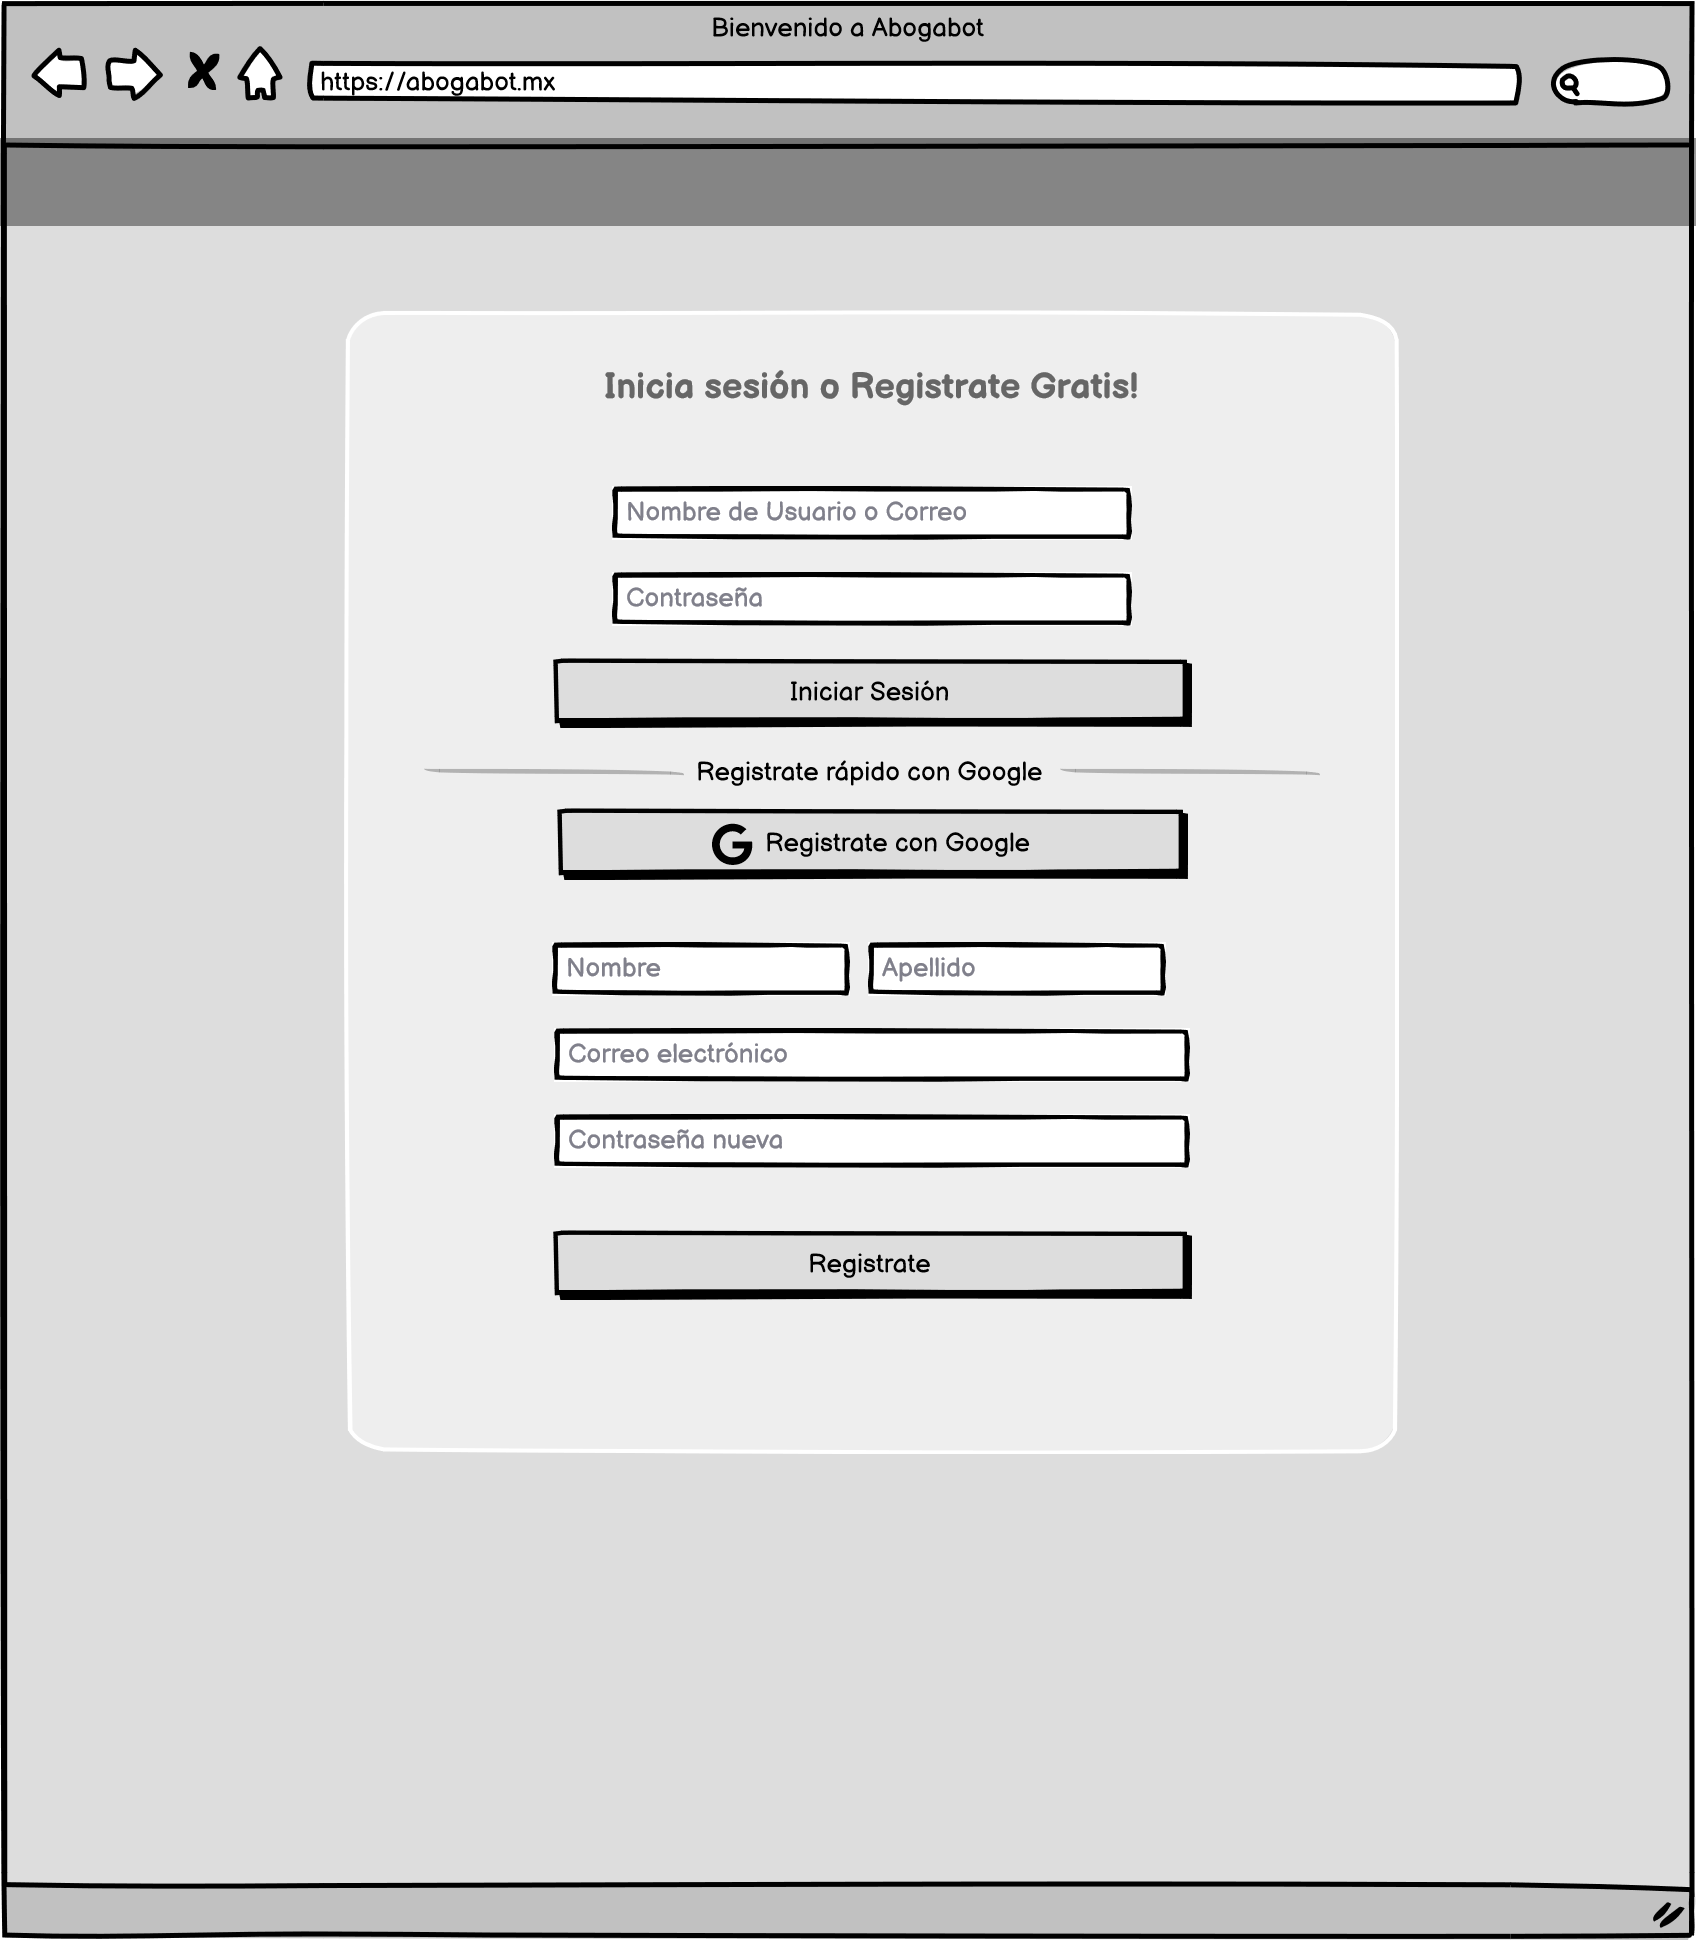 Bienvenido a Abogabot
https://abogabot.mx
Inicia sesión o Registrate Gratis!
Nombre de Usuario o Correo
Contraseña
Iniciar Sesión
Registrate rápido con Google
G Registrate con Google
Nombre Apellido
Correo electrónico
Contraseña nueva
Registrate